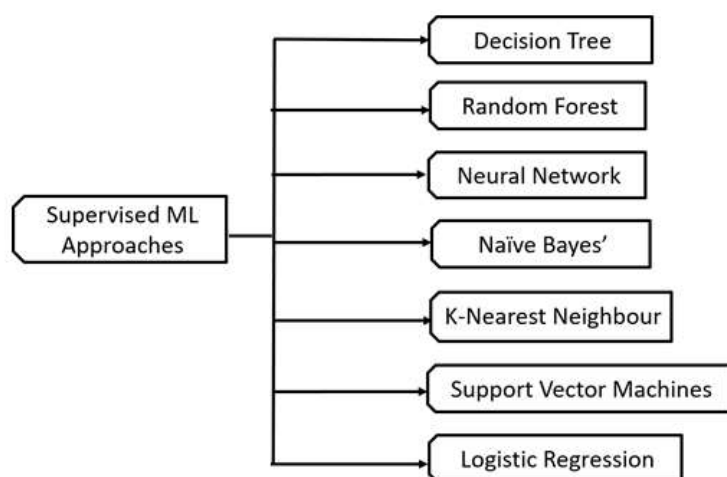 Decision Tree
Random Forest
Neural Network
Supervised ML
Approaches
Naïve Bayes’
K-Nearest Neighbour
Support Vector Machines
Logistic Regression